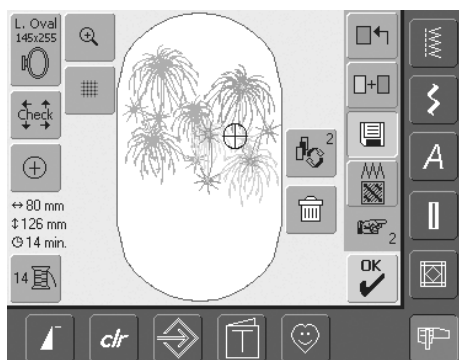 L. Oval
145x255
Check
↔ 80 mm
↕ 126 mm
14 min.
14
2
2
OK
A
clr
T